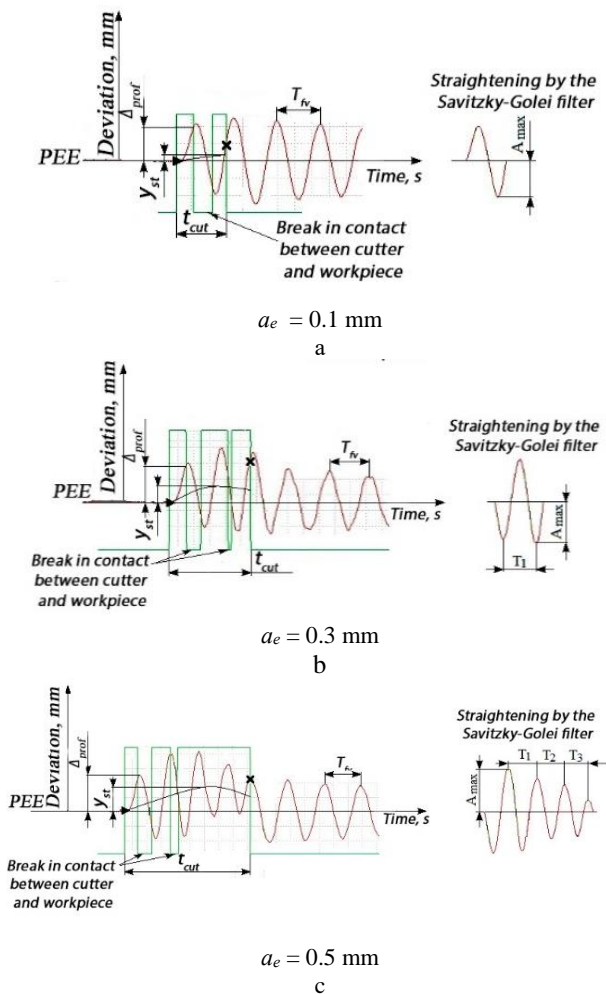 Deviation, mm
Δprof
yst
PEE
tcut
Tfv
Time, s
Break in contact
between cutter
and workpiece
Straightening by the
Savitzky-Golei filter
Amax
ae = 0.1 mm
a
Deviation, mm
Δprof
yst
PEE
tcut
Tfv
Time, s
Break in contact
between cutter
and workpiece
Straightening by the
Savitzky-Golei filter
Amax
T1
ae = 0.3 mm
b
Deviation, mm
Δprof
yst
PEE
tcut
Time, s
Break in contact
between cutter
and workpiece
Straightening by the
Savitzky-Golei filter
T1 T2 T3
Amax
ae = 0.5 mm
c